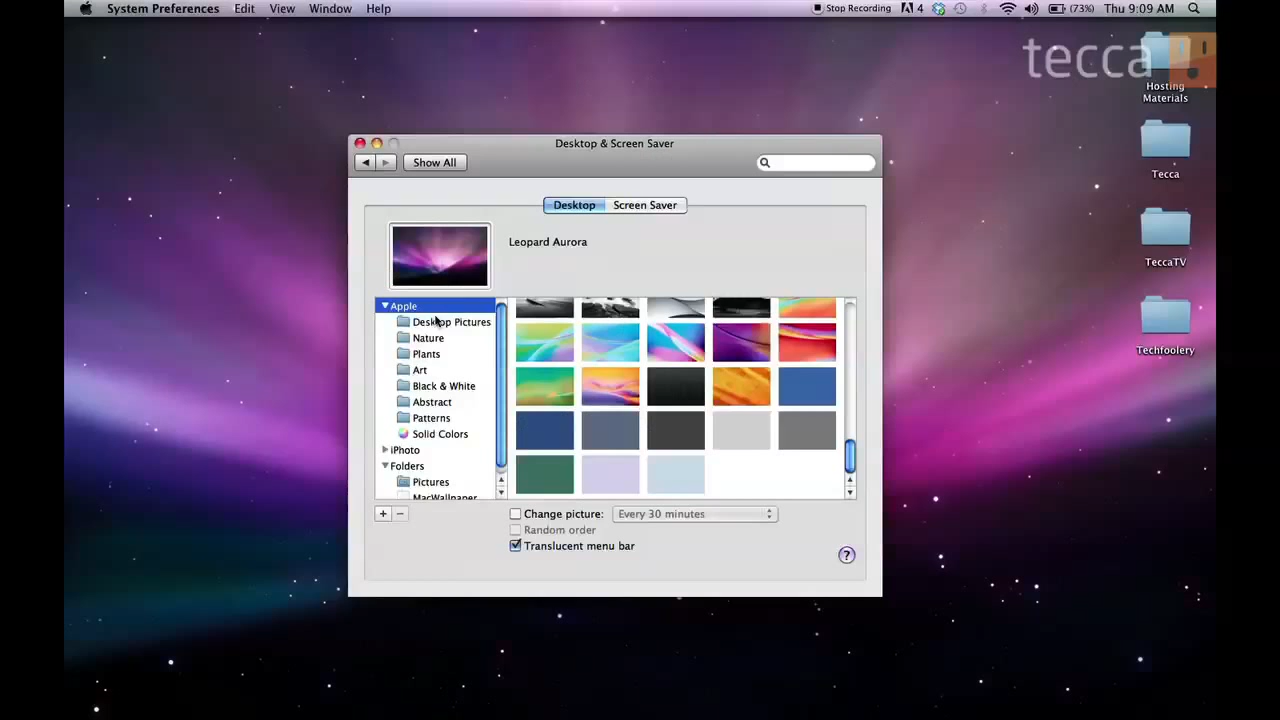 System Preferences Edit View Window Help Stop Recording 4 (73%) Thu 9:09 AM
tecca
Hosting
Materials
Tecca
TeccaTV
Techfoolery
Desktop & Screen Saver
Show All
Desktop Screen Saver
Leopard Aurora
Apple
Desktop Pictures
Nature
Plants
Art
Black & White
Abstract
Patterns
Solid Colors
iPhoto
Folders
Pictures
MacWallpaper
+ −
Change picture: Every 30 minutes
Random order
Translucent menu bar
?